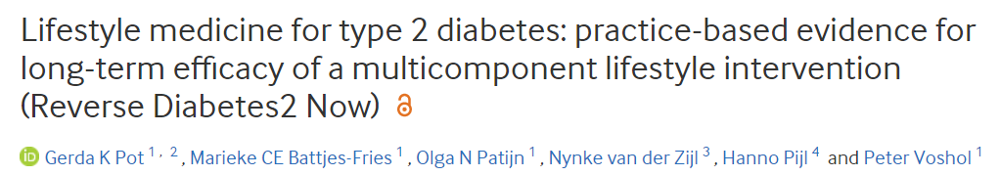 Lifestyle medicine for type 2 diabetes: practice-based evidence for
long-term efficacy of a multicomponent lifestyle intervention
(Reverse Diabetes2 Now)
iD Gerda K Pot 1, 2, Marieke CE Battjes-Fries 1, Olga N Patijn 1, Nynke van der Zijl 3, Hanno Pijl 4 and Peter Voshol 1